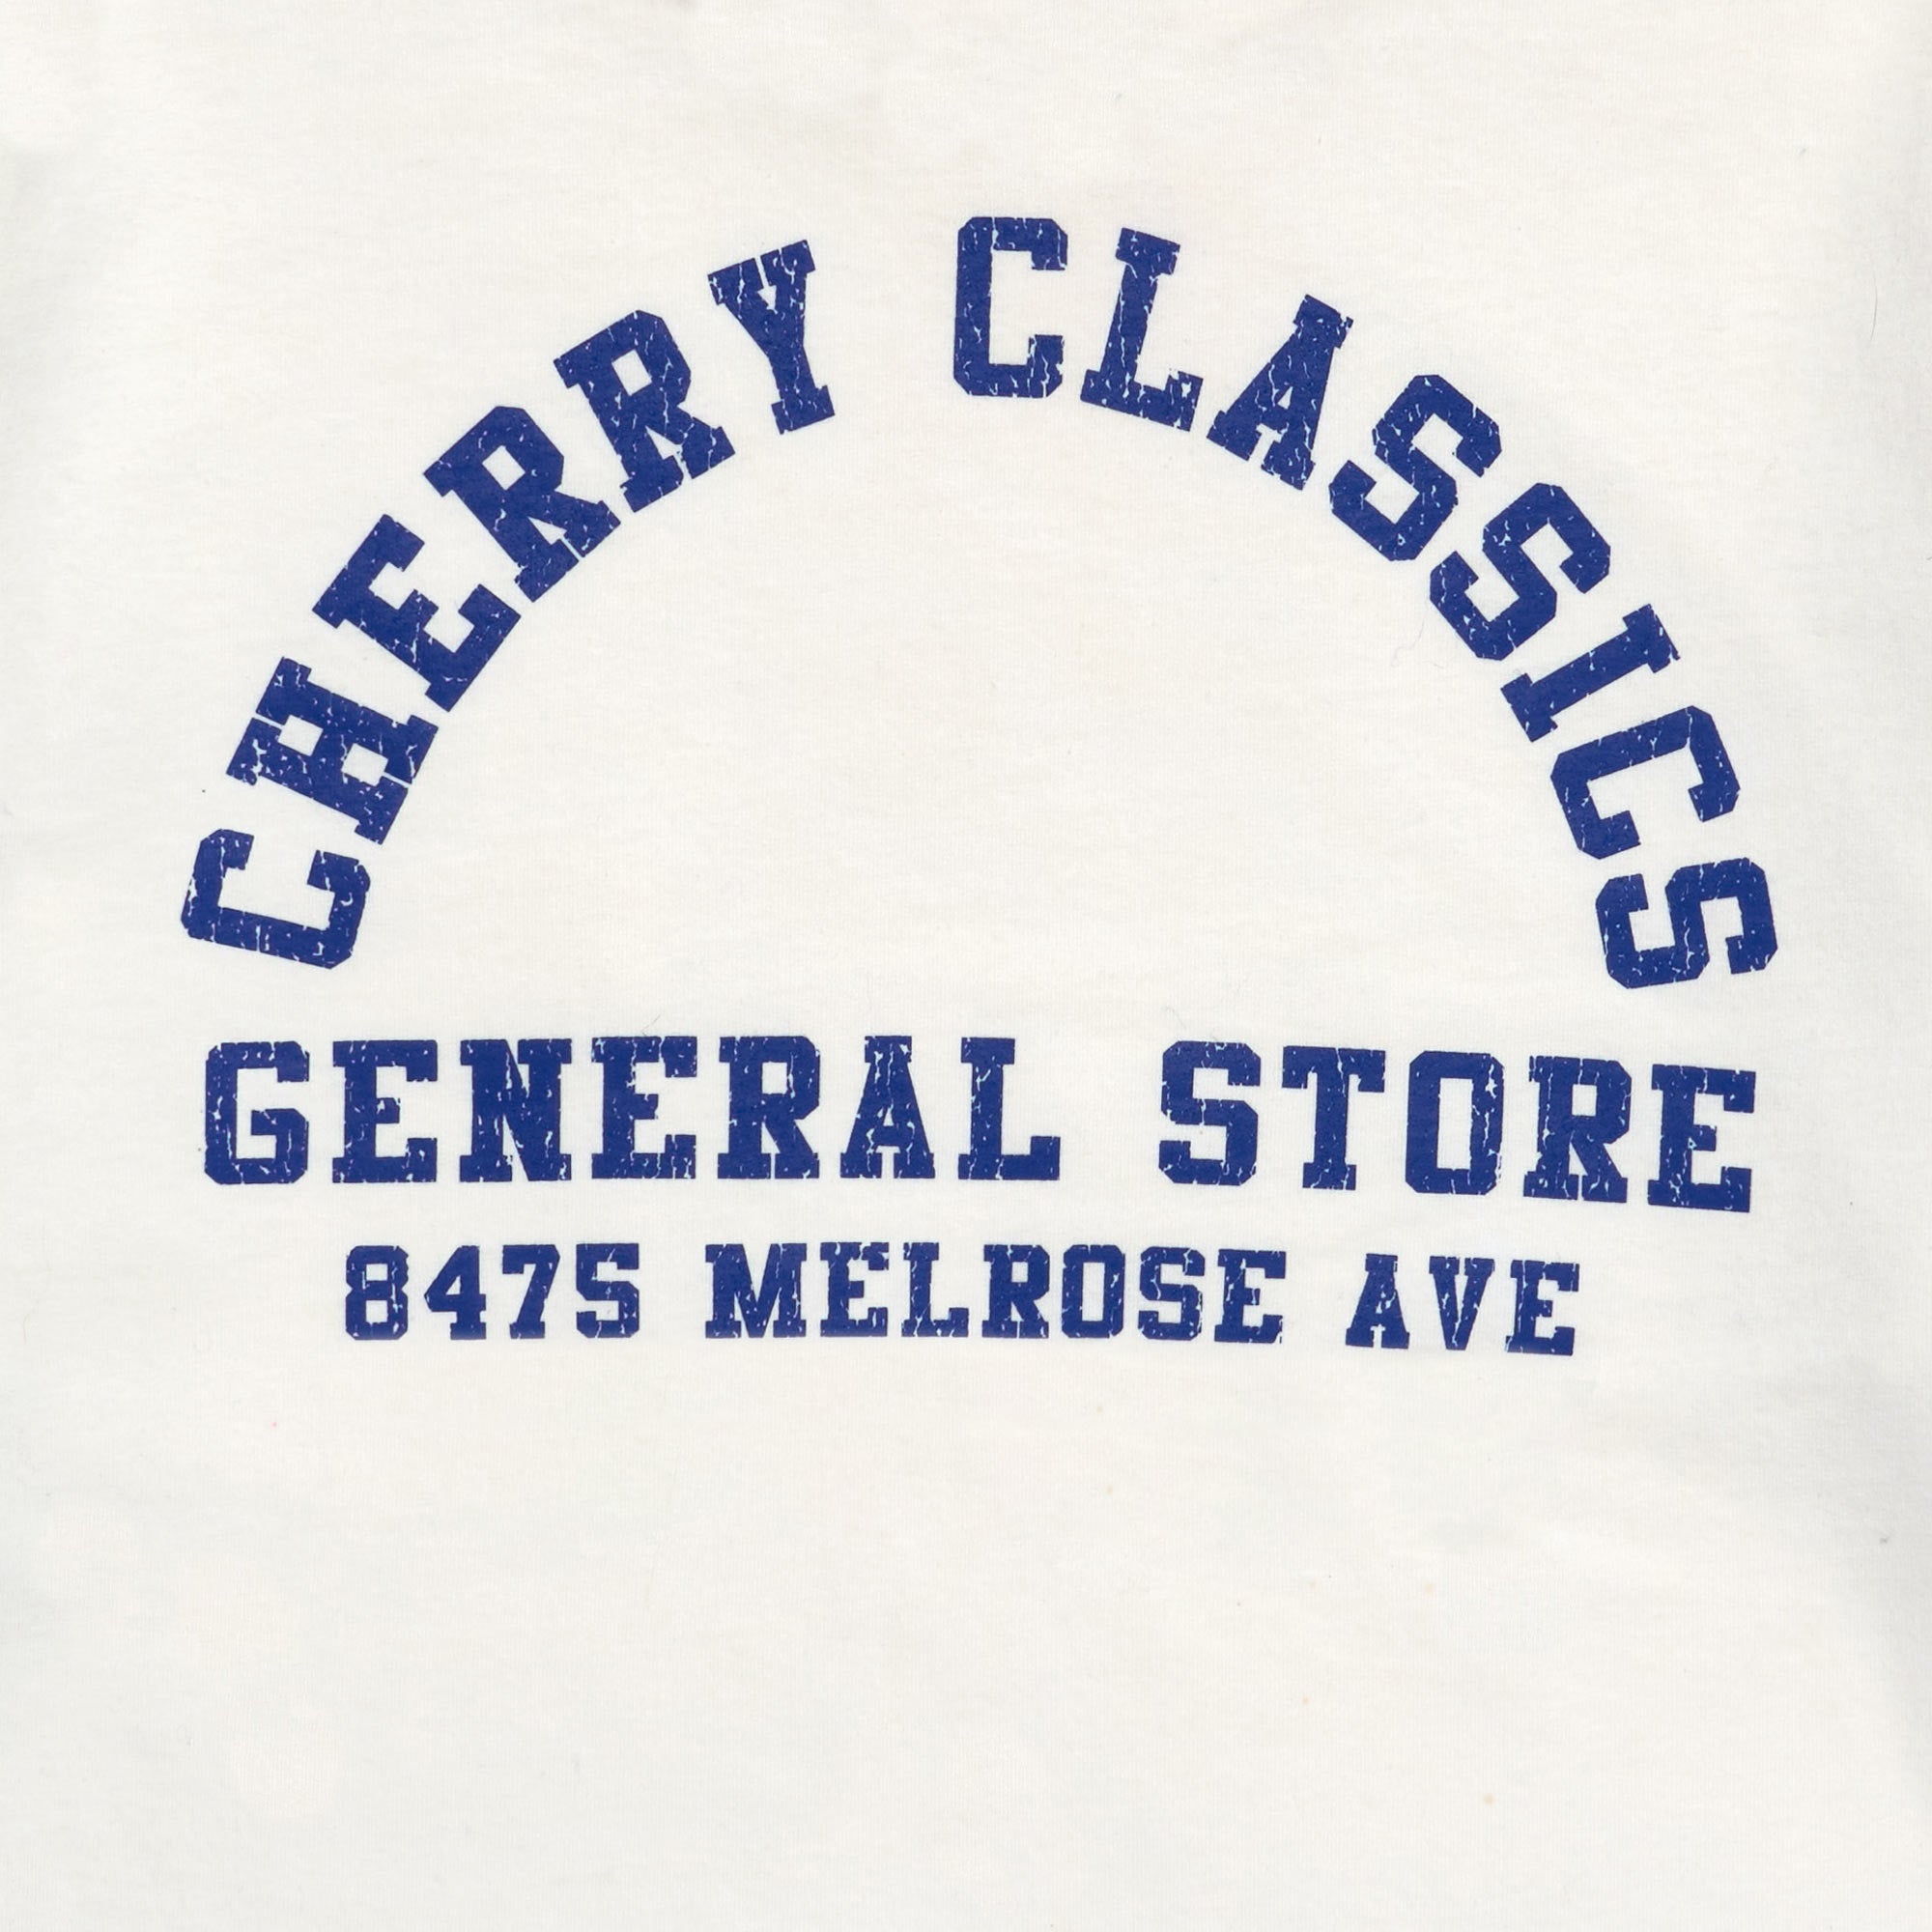 CHERRY CLASSICS
GENERAL STORE
8475 MELROSE AVE